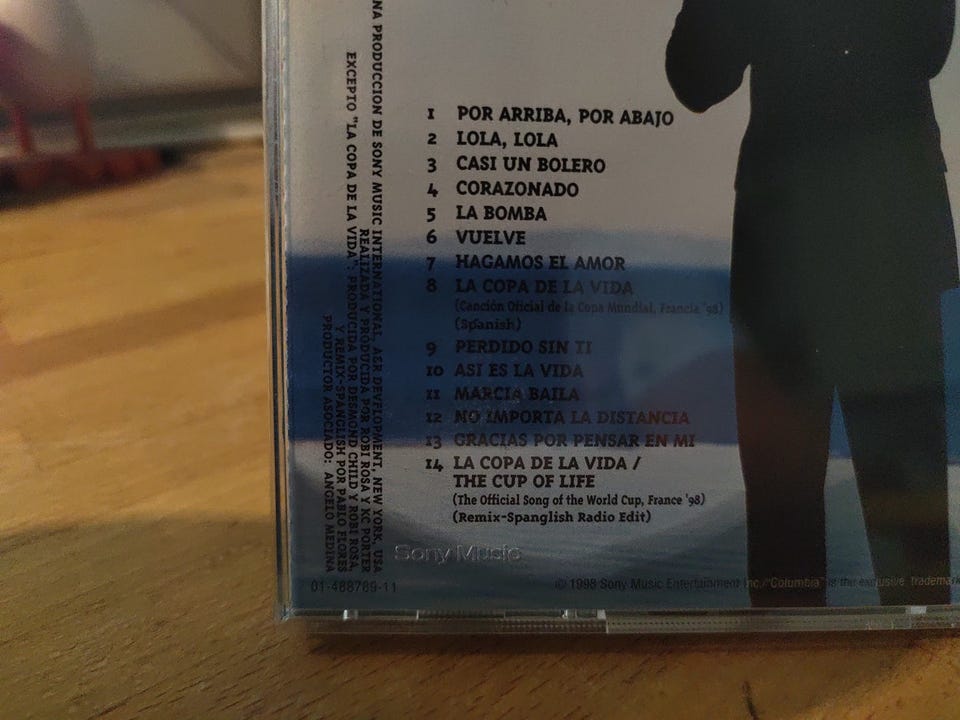 1 POR ARRIBA, POR ABAJO
2 LOLA, LOLA
3 CASI UN BOLERO
4 CORAZONADO
5 LA BOMBA
6 VUELVE
7 HAGAMOS EL AMOR
8 LA COPA DE LA VIDA
(Canción Oficial de la Copa Mundial, Francia '98)
(Spanish)
9 PERDIDO SIN TI
10 ASI ES LA VIDA
11 MARCIA BAILA
12 NO IMPORTA LA DISTANCIA
13 GRACIAS POR PENSAR EN MI
14 LA COPA DE LA VIDA /
THE CUP OF LIFE
(The Official Song of the World Cup, France '98)
(Remix-Spanglish Radio Edit)
NA PRODUCCION DE SONY MUSIC INTERNATIONAL, A&R DEVELOPMENT, NEW YORK, USA
REALIZADA Y PRODUCIDA POR ROBI ROSA Y KC PORTER
EXCEPTO "LA COPA DE LA VIDA": PRODUCIDA POR DESMOND CHILD Y ROBI ROSA,
Y REMIX-SPANGLISH POR PABLO FLORES
PRODUCTOR ASOCIADO: ANGELO MEDINA
Sony Music
01-488789-11
© 1998 Sony Music Entertainment Inc./"Columbia" is the exclusive trademark